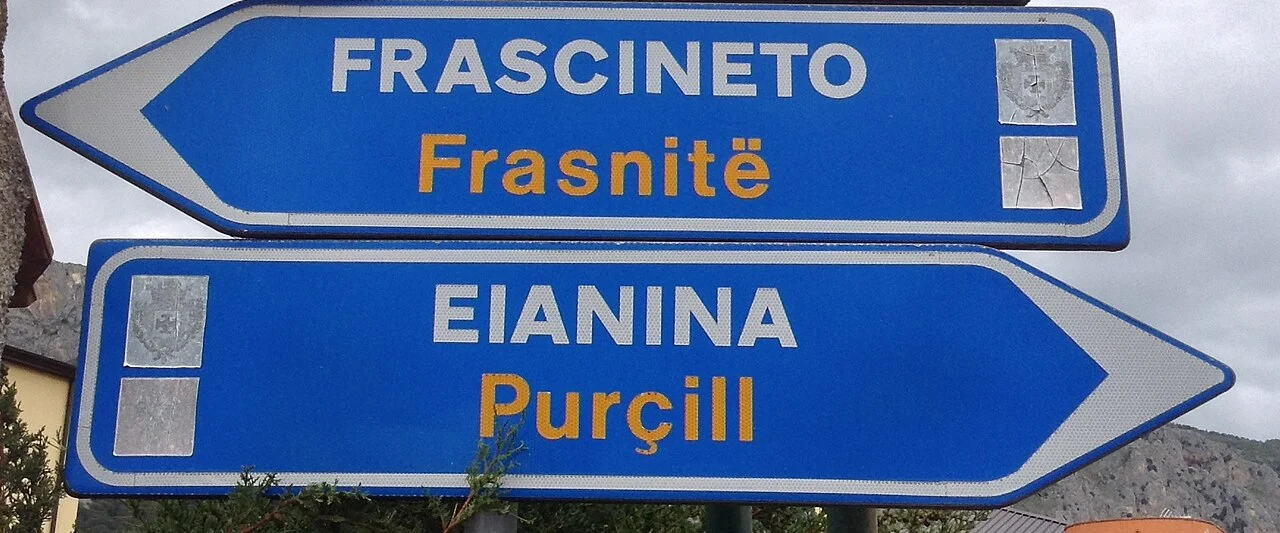 FRASCINETO
Frasnitë
EIANINA
Purçill